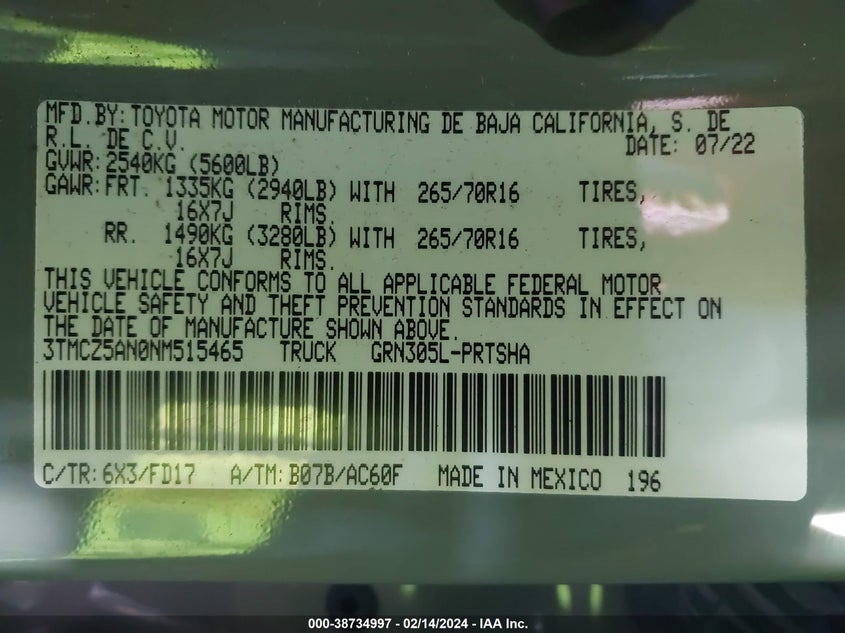 MFD.BY: TOYOTA MOTOR MANUFACTURING DE BAJA CALIFORNIA, S. DE
R.L. DE C.V.
DATE: 07/22
GVWR: 2540KG (5600LB)
GAWR: FRT. 1335KG (2940LB) WITH 265/70R16 TIRES,
16X7J RIMS.
RR. 1490KG (3280LB) WITH 265/70R16 TIRES,
16X7J RIMS.
THIS VEHICLE CONFORMS TO ALL APPLICABLE FEDERAL MOTOR
VEHICLE SAFETY AND THEFT PREVENTION STANDARDS IN EFFECT ON
THE DATE OF MANUFACTURE SHOWN ABOVE.
3TMCZ5AN0NM515465 TRUCK GRN305L-PRTSHA
C/TR: 6X3/FD17 A/TM: B07B/AC60F MADE IN MEXICO 196
000-38734997 - 02/14/2024 - IAA Inc.